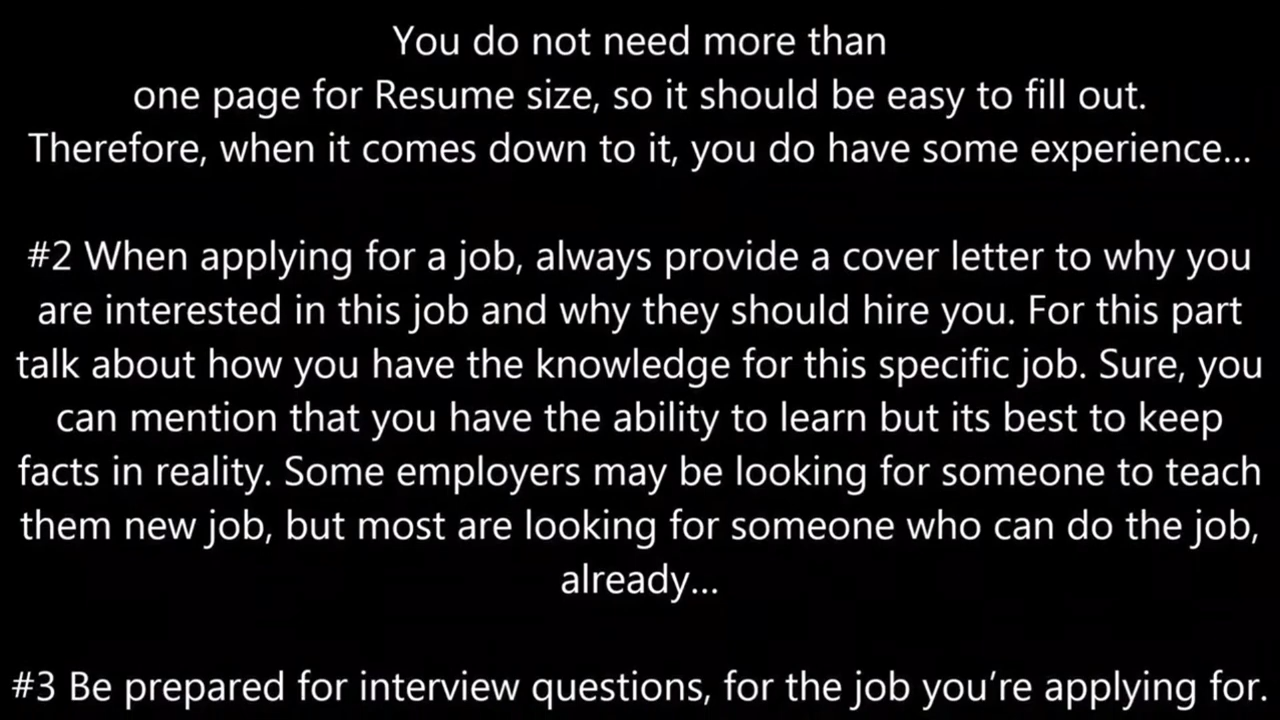 You do not need more than
one page for Resume size, so it should be easy to fill out.
Therefore, when it comes down to it, you do have some experience...
#2 When applying for a job, always provide a cover letter to why you
are interested in this job and why they should hire you. For this part
talk about how you have the knowledge for this specific job. Sure, you
can mention that you have the ability to learn but its best to keep
facts in reality. Some employers may be looking for someone to teach
them new job, but most are looking for someone who can do the job,
already...
#3 Be prepared for interview questions, for the job you’re applying for.